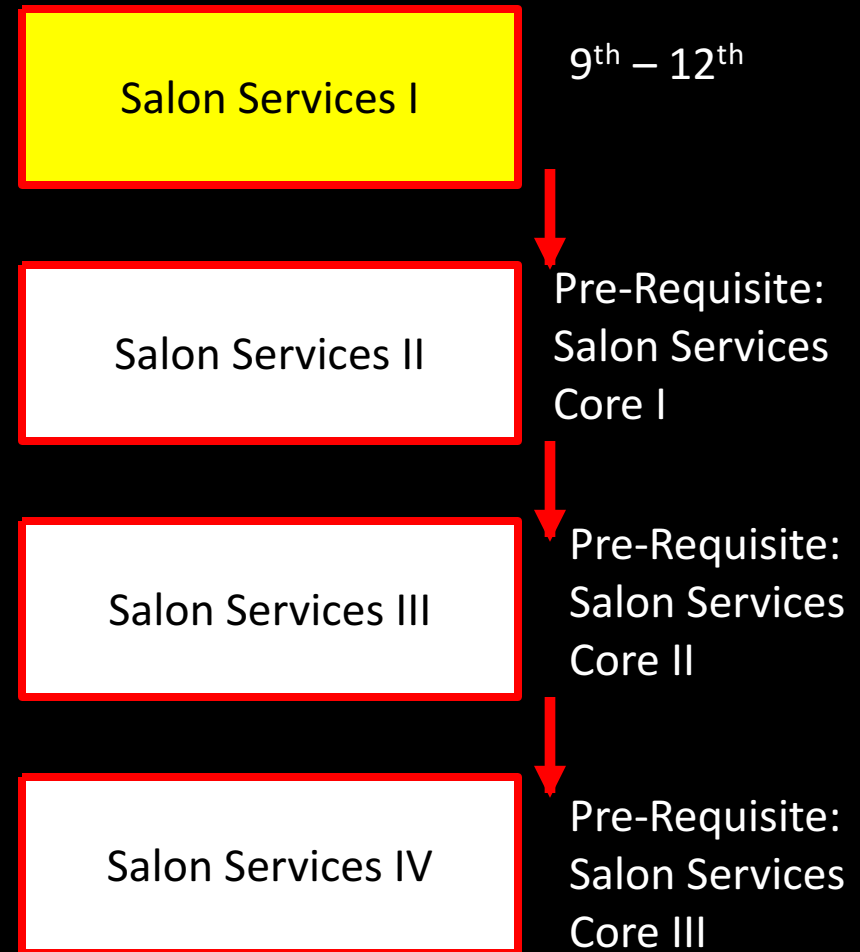 Salon Services I
9th – 12th
Salon Services II
Pre-Requisite:
Salon Services
Core I
Salon Services III
Pre-Requisite:
Salon Services
Core II
Salon Services IV
Pre-Requisite:
Salon Services
Core III